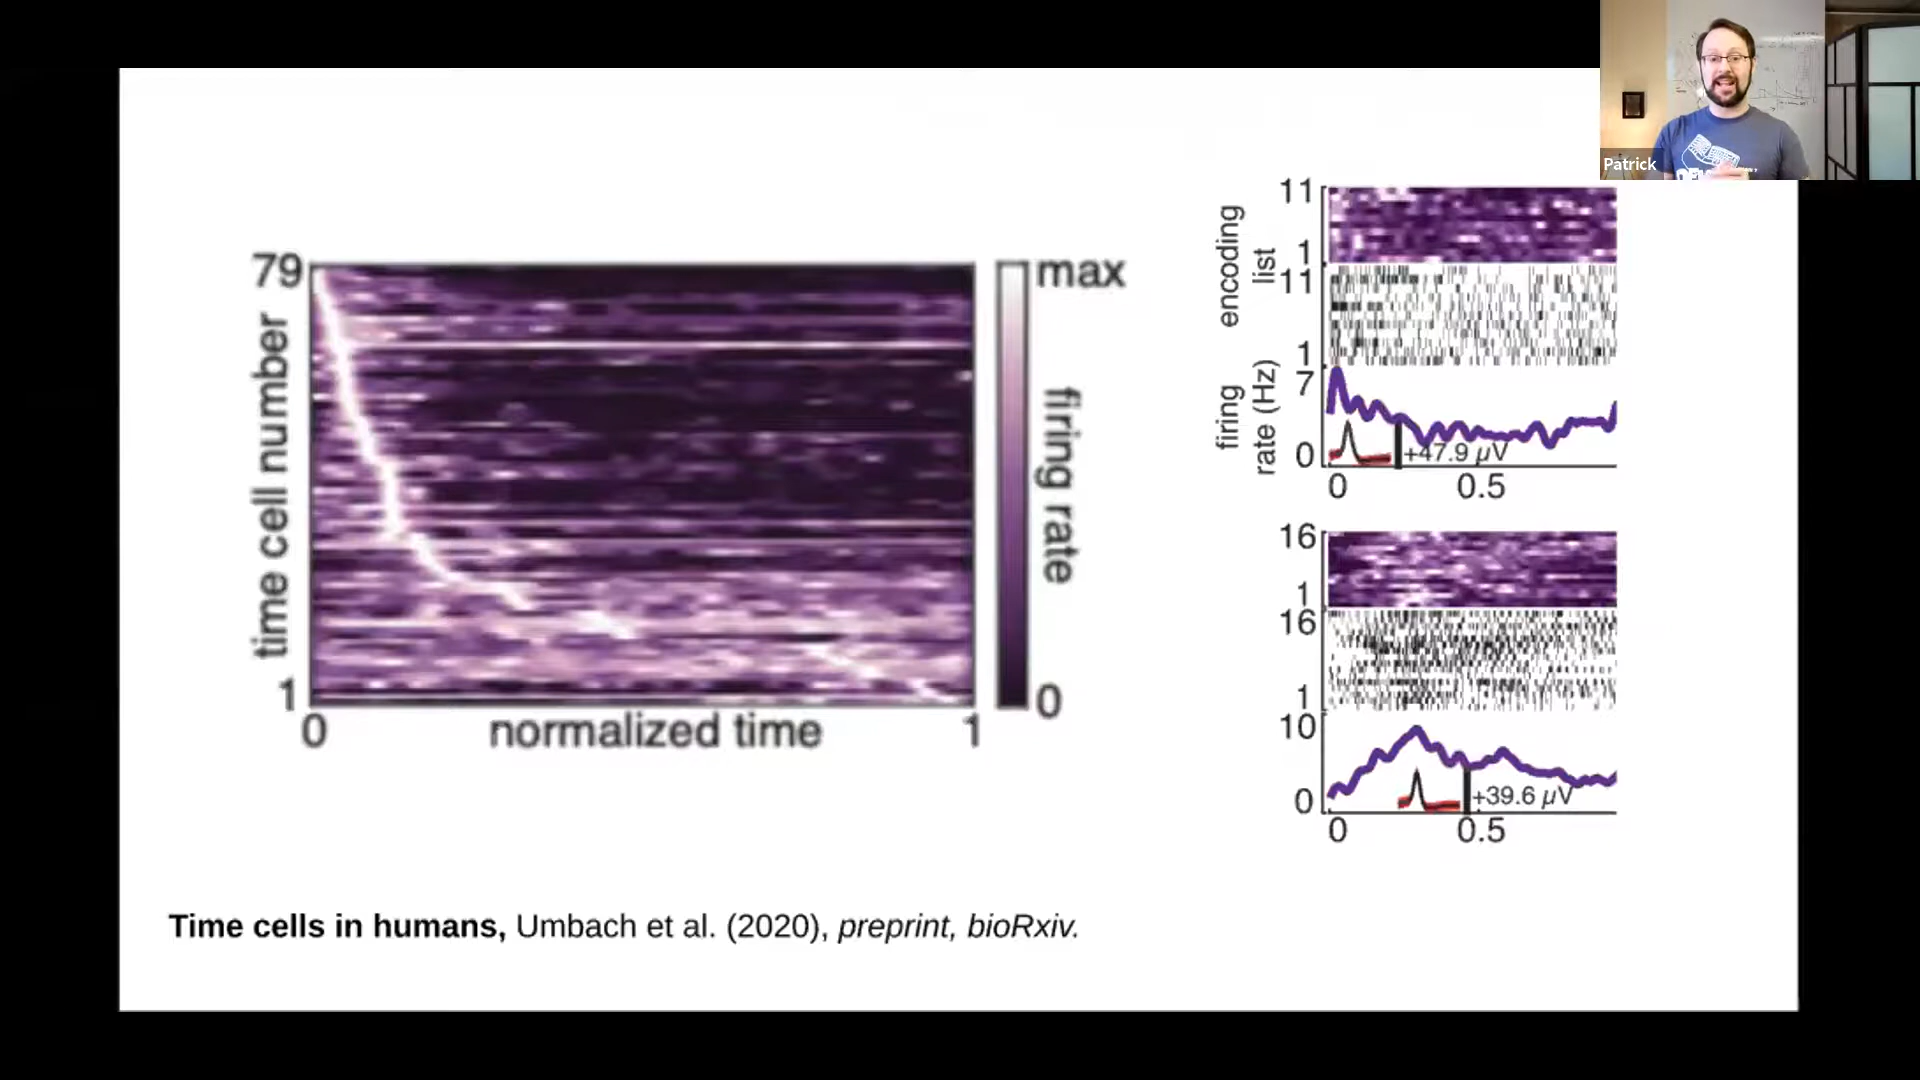 Patrick
79
time cell number
1
0
normalized time
1
max
firing rate
0
11
encoding
list
1
11
1
7
firing
rate (Hz)
0
+47.9 µV
0
0.5
16
1
16
1
10
0
+39.6 µV
0
0.5
Time cells in humans, Umbach et al. (2020), preprint, bioRxiv.